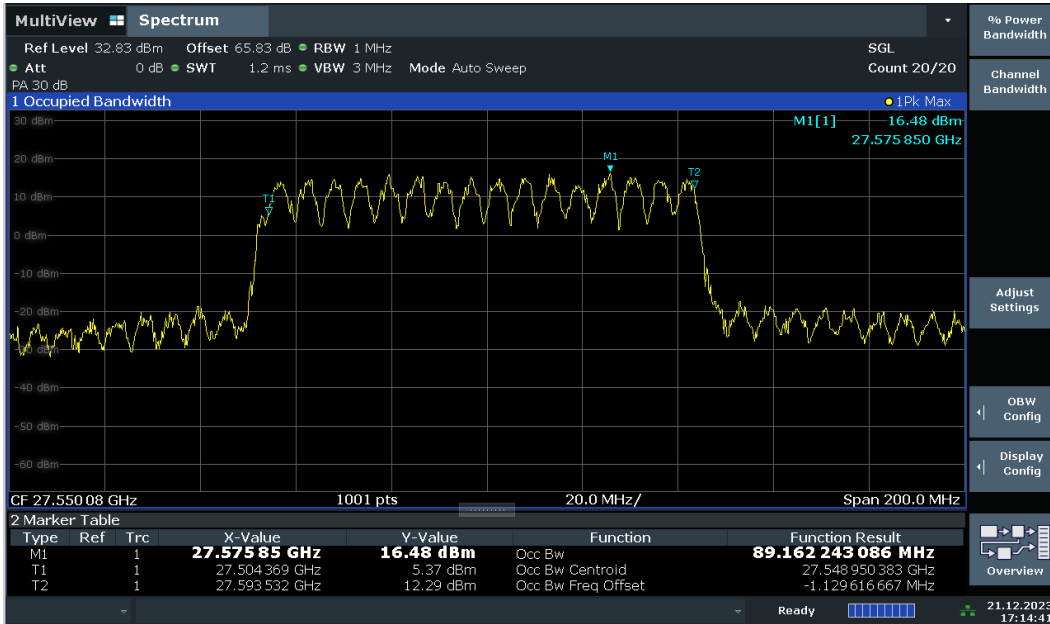 MultiView Spectrum
Ref Level 32.83 dBm Offset 65.83 dB RBW 1 MHz SGL
Att 0 dB SWT 1.2 ms VBW 3 MHz Mode Auto Sweep Count 20/20
PA 30 dB
1 Occupied Bandwidth 1Pk Max
M1[1] 16.48 dBm
27.575 850 GHz
30 dBm
20 dBm
M1
T2
10 dBm
T1
0 dBm
-10 dBm
-20 dBm
dBm
-40 dBm
-50 dBm
-60 dBm
CF 27.550 08 GHz 1001 pts 20.0 MHz/ Span 200.0 MHz
2 Marker Table
Type Ref Trc X-Value Y-Value Function Function Result
M1 1 27.575 85 GHz 16.48 dBm Occ Bw 89.162 243 086 MHz
T1 1 27.504 369 GHz 5.37 dBm Occ Bw Centroid 27.548 950 383 GHz
T2 1 27.593 532 GHz 12.29 dBm Occ Bw Freq Offset -1.129 616 667 MHz
Ready
21.12.2023
17:14:41
% Power
Bandwidth
Channel
Bandwidth
Adjust
Settings
OBW
Config
Display
Config
Overview